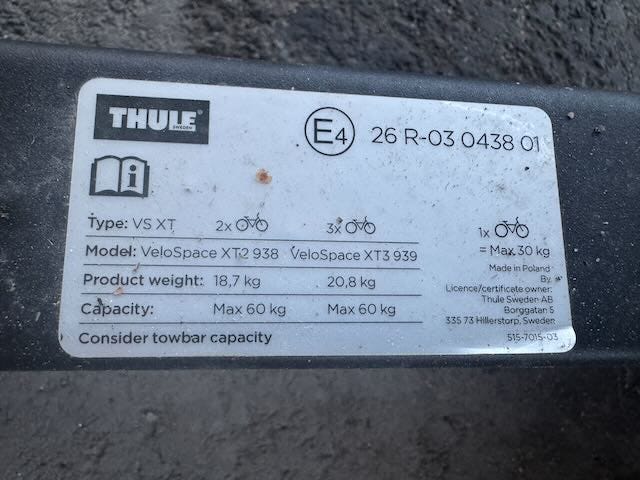 THULE
SWEDEN
E4 26 R-03 0438 01
i
Type: VS XT 2x 3x 1x
= Max 30 kg
Model: VeloSpace XT2 938 VeloSpace XT3 939
Product weight: 18,7 kg 20,8 kg
Capacity: Max 60 kg Max 60 kg
Consider towbar capacity
Made in Poland
By
Licence/certificate owner:
Thule Sweden AB
Borggatan 5
335 73 Hillerstorp, Sweden
515-7015-03